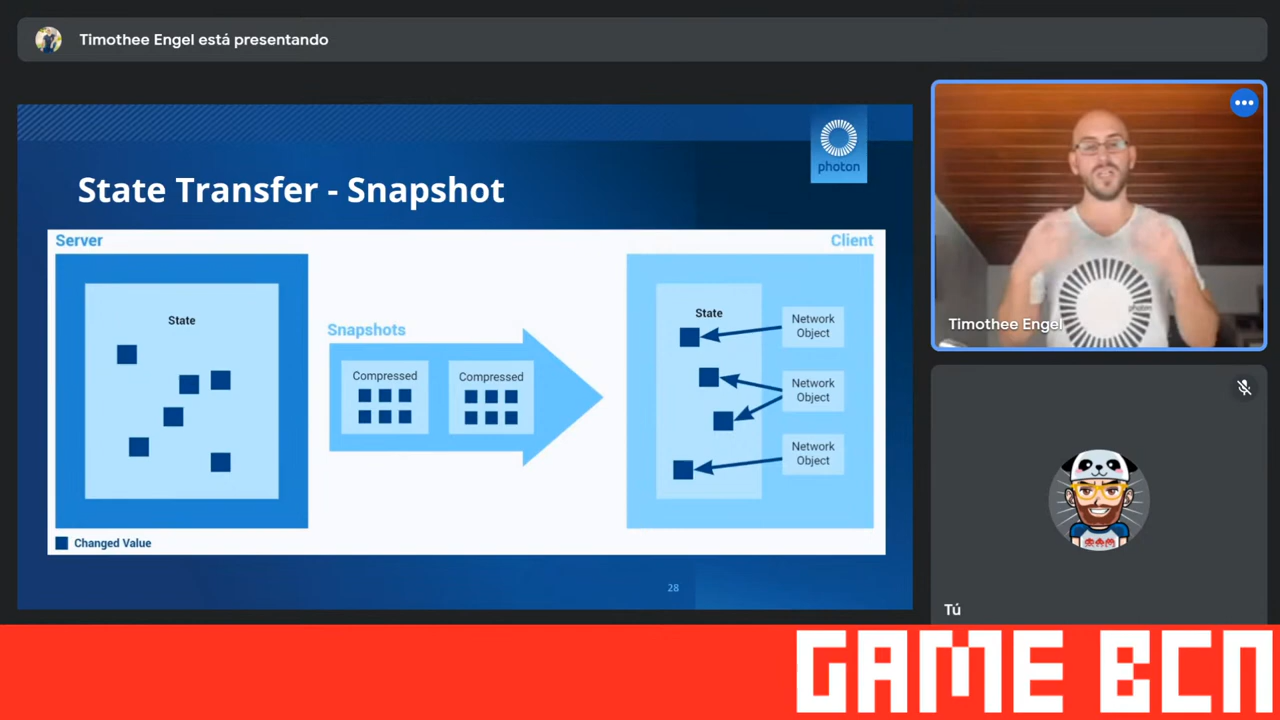 Timothee Engel está presentando
photon
State Transfer - Snapshot
Server
Client
State
Snapshots
Compressed
Compressed
State
Network
Object
Network
Object
Network
Object
Changed Value
28
photon
Timothee Engel
Tú
GAME BCN